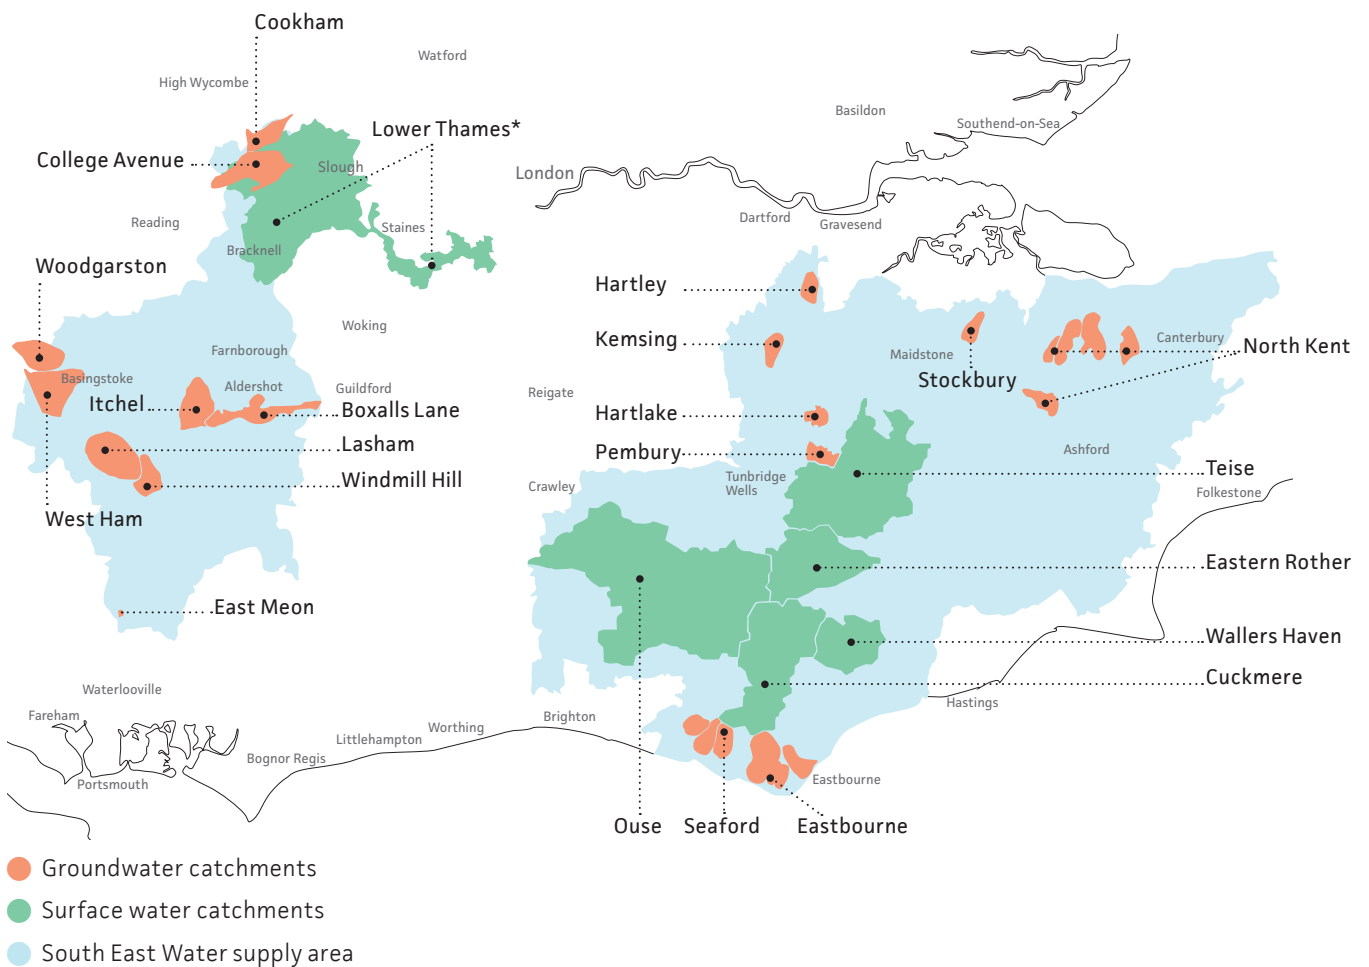 Cookham
Watford
High Wycombe
Basildon
Lower Thames*
Southend-on-Sea
College Avenue
Slough
London
Reading
Staines
Dartford
Gravesend
Bracknell
Woodgarston
Hartley
Woking
Kemsing
Canterbury
North Kent
Farnborough
Maidstone
Stockbury
Basingstoke
Aldershot
Guildford
Reigate
Itchel
Boxalls Lane
Hartlake
Lasham
Pembury
Ashford
Teise
Windmill Hill
Tunbridge
Wells
Crawley
Folkestone
West Ham
Eastern Rother
East Meon
Wallers Haven
Cuckmere
Waterlooville
Hastings
Fareham
Brighton
Worthing
Littlehampton
Bognor Regis
Portsmouth
Eastbourne
Ouse
Seaford
Eastbourne
Groundwater catchments
Surface water catchments
South East Water supply area